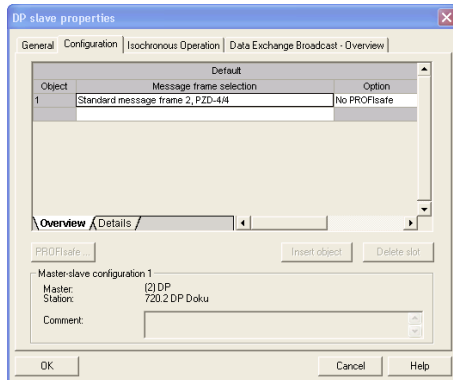 DP slave properties
General Configuration Isochronous Operation Data Exchange Broadcast - Overview
Default
Object Message frame selection Option
1 Standard message frame 2, PZD-4/4 No PROFIsafe
Overview Details
PROFIsafe ... Insert object Delete slot
Master-slave configuration 1
Master: (2) DP
Station: 720.2 DP Doku
Comment:
OK Cancel Help